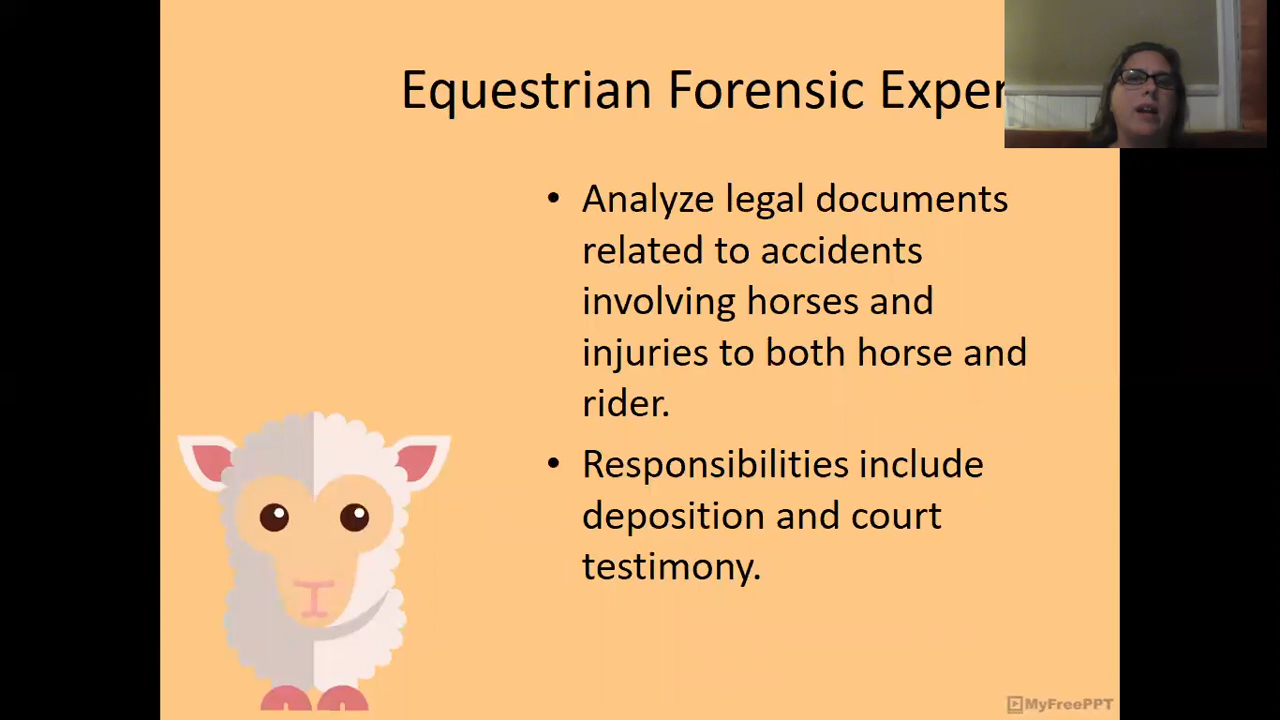 Equestrian Forensic Exper
• Analyze legal documents
related to accidents
involving horses and
injuries to both horse and
rider.
• Responsibilities include
deposition and court
testimony.
MyFreePPT